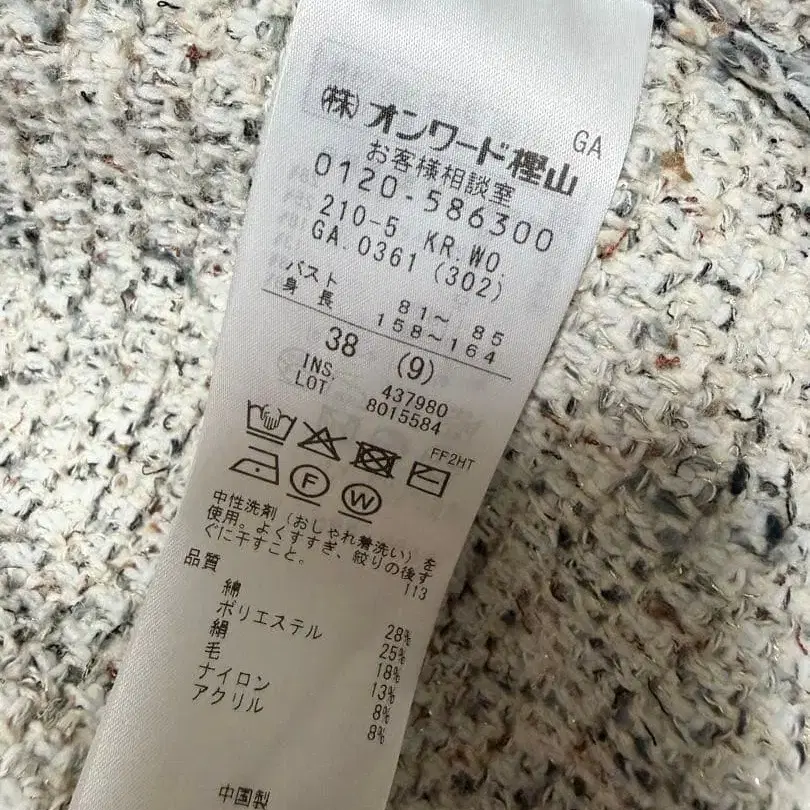 GA
㈱オンワード樫山
お客様相談室
0120-586300
210-5 KR.WO.
GA.0361 (302)
バスト 81～ 85
身長 158～164
38 (9)
INS. 437980
LOT 8015584
FF2HT
F W
中性洗剤（おしゃれ着洗い）を
使用。よくすすぎ、絞りの後す
ぐに干すこと。
113
品質
綿 28%
ポリエステル 25%
絹 18%
毛 13%
ナイロン 8%
アクリル 8%
中国製